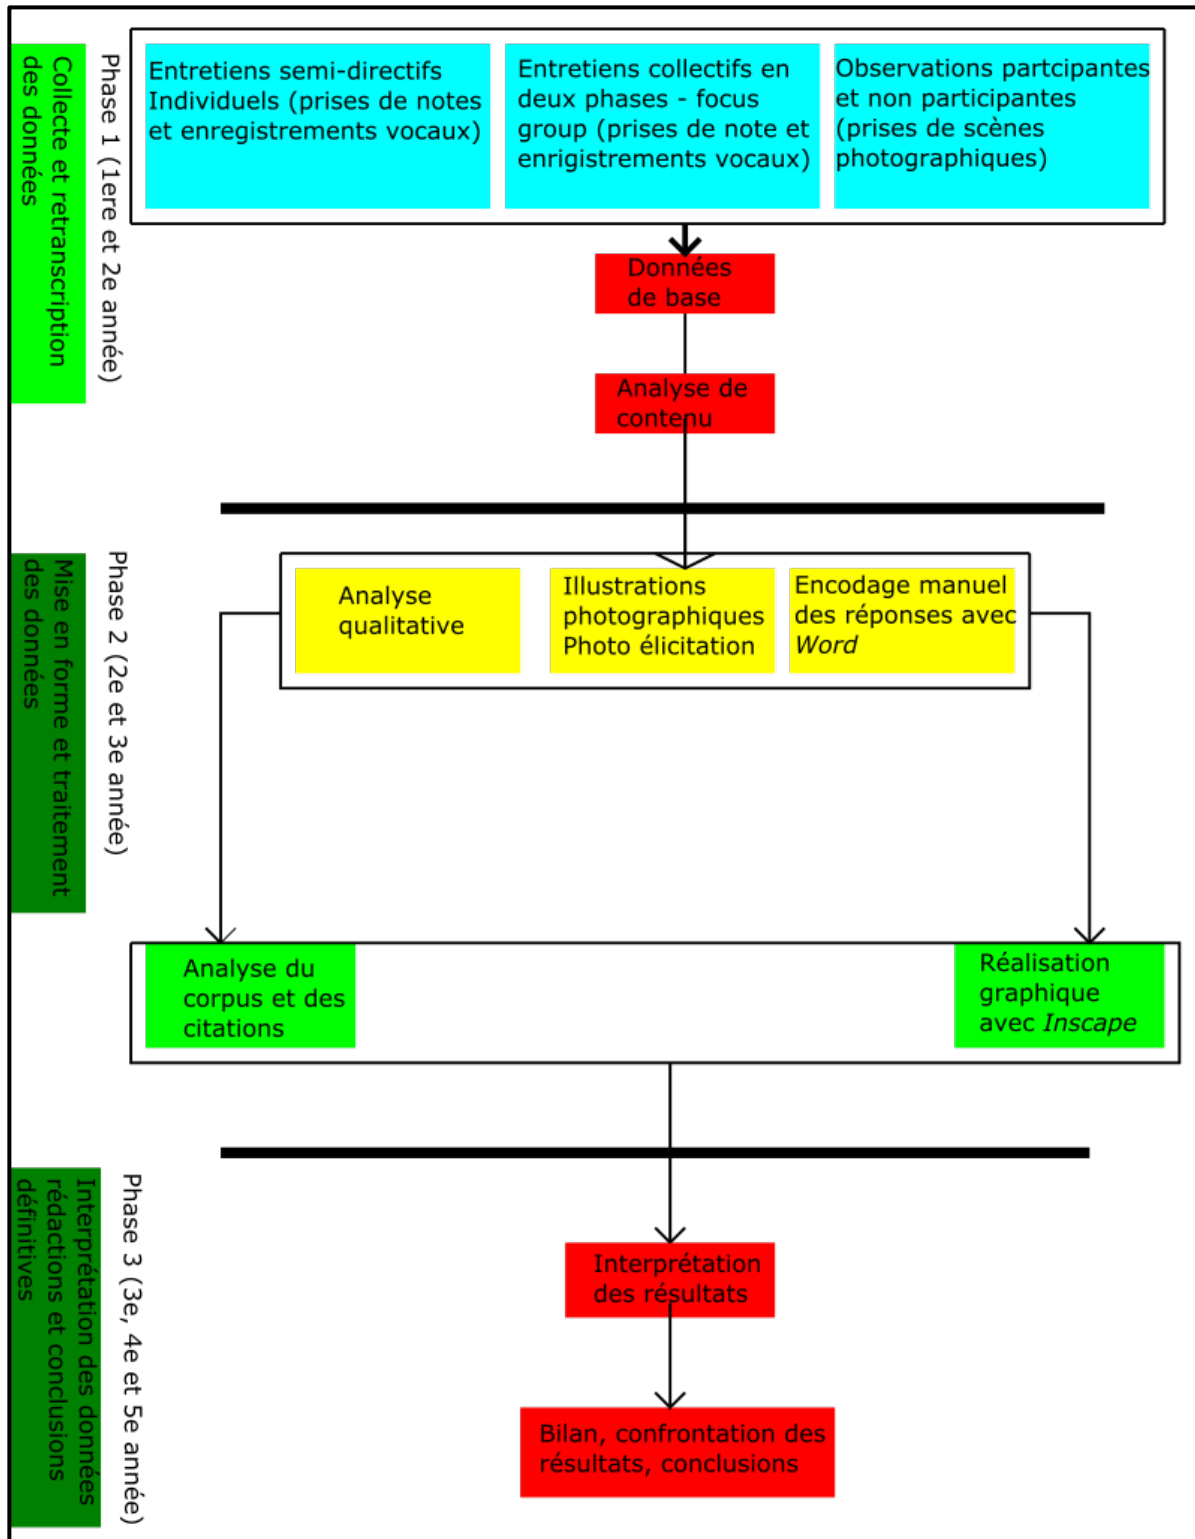 Collecte et retranscription
des données
Phase 1 (1ere et 2e année)
Entretiens semi-directifs
Individuels (prises de notes
et enregistrements vocaux)
Entretiens collectifs en
deux phases - focus
group (prises de note et
enrigistrements vocaux)
Observations partcipantes
et non participantes
(prises de scènes
photographiques)
Données
de base
Analyse de
contenu
Mise en forme et traitement
des données
Phase 2 (2e et 3e année)
Analyse
qualitative
Illustrations
photographiques
Photo élicitation
Encodage manuel
des réponses avec
Word
Analyse du
corpus et des
citations
Réalisation
graphique
avec Inscape
Interprétation des données
rédactions et conclusions
définitives
Phase 3 (3e, 4e et 5e année)
Interprétation
des résultats
Bilan, confrontation des
résultats, conclusions